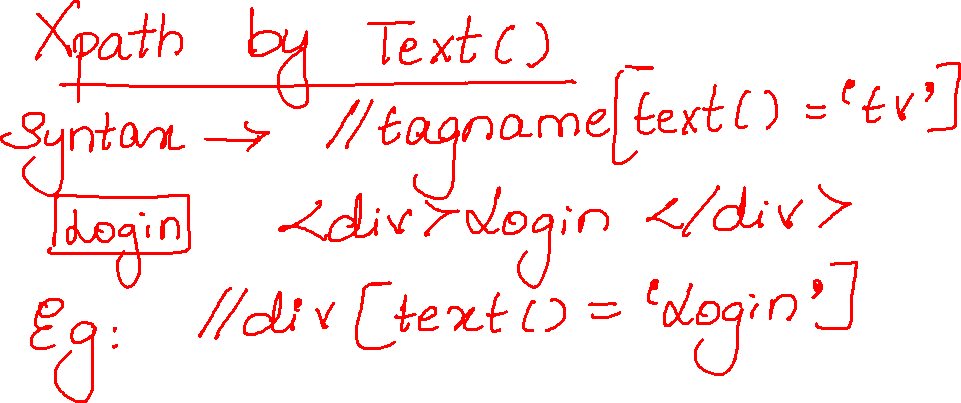 Xpath by Text()
Syntax → //tagname[text()='tv']
Login <div>Login </div>
Eg: //div[text()='Login']